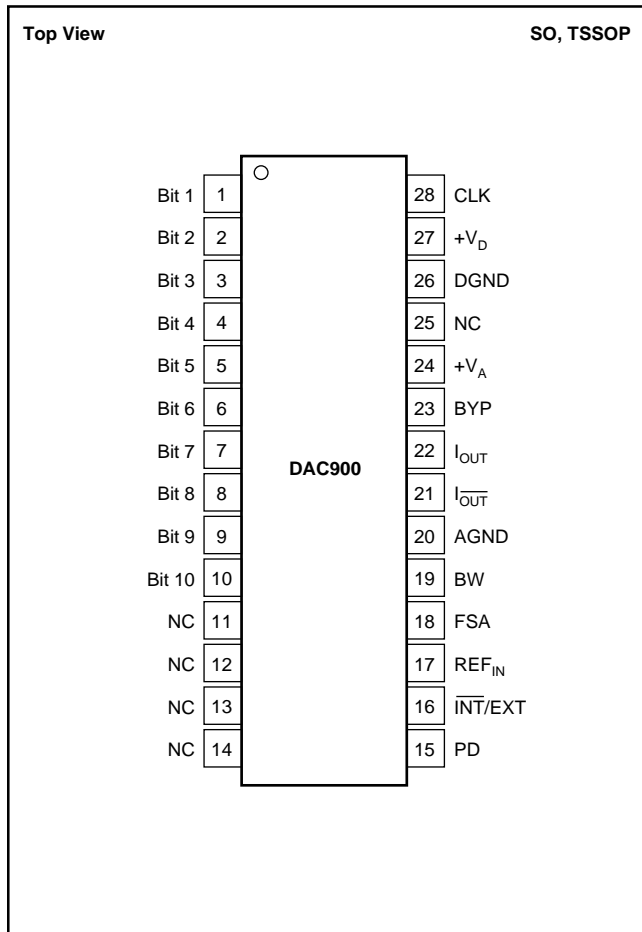 Top View SO, TSSOP
Bit 1 1 28 CLK
Bit 2 2 27 +V_D
Bit 3 3 26 DGND
Bit 4 4 25 NC
Bit 5 5 24 +V_A
Bit 6 6 23 BYP
Bit 7 7 22 I_OUT
DAC900
Bit 8 8 21 I_O̅U̅T̅
Bit 9 9 20 AGND
Bit 10 10 19 BW
NC 11 18 FSA
NC 12 17 REF_IN
NC 13 16 I̅N̅T̅/EXT
NC 14 15 PD